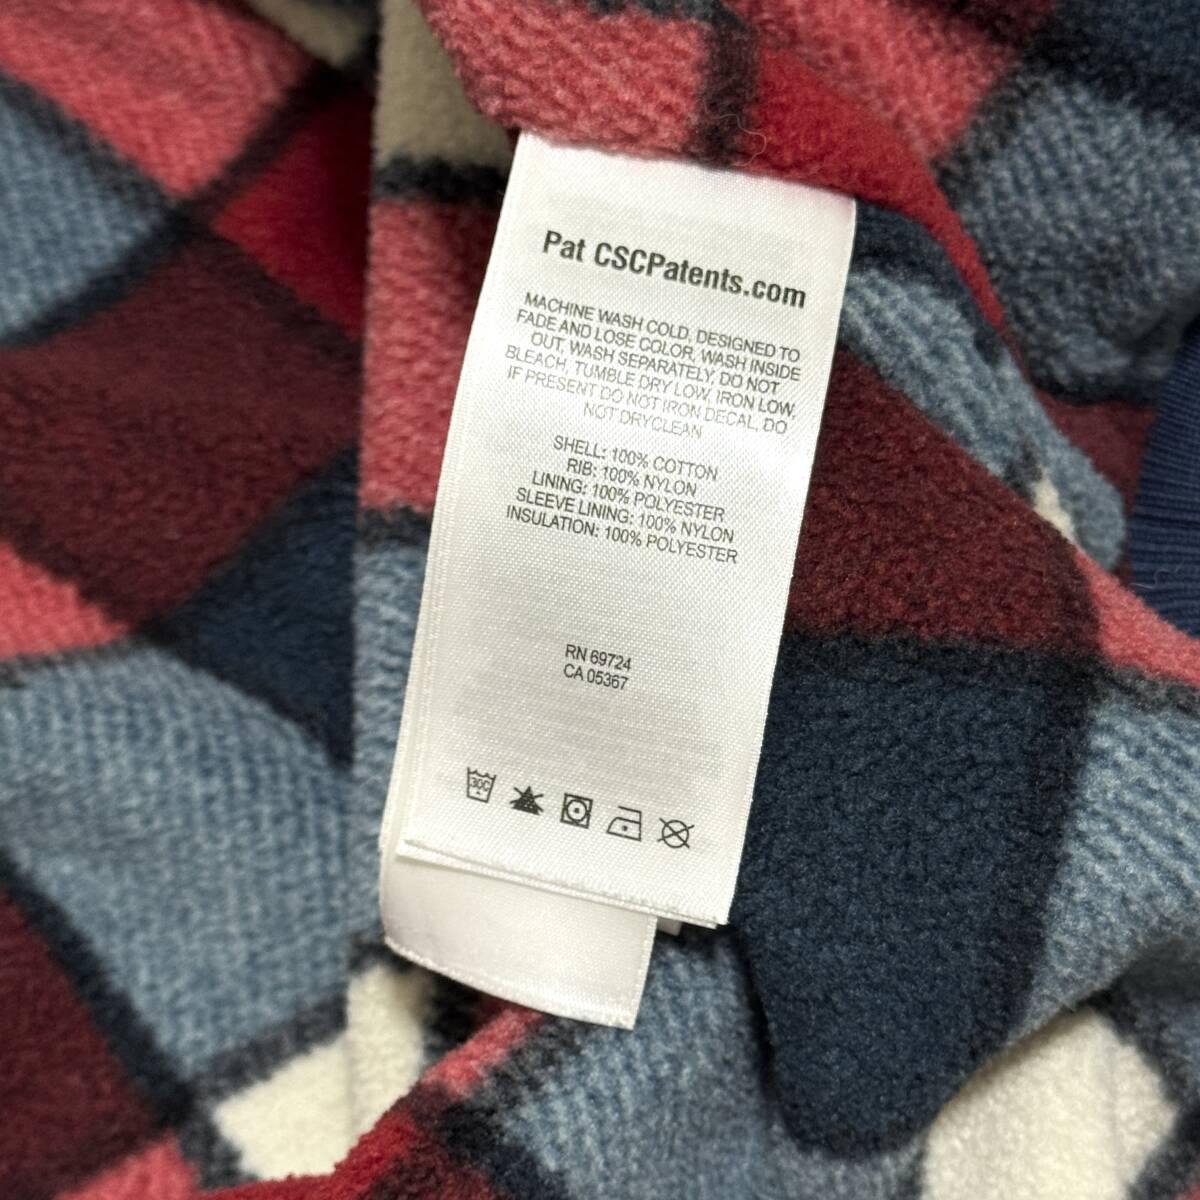 Pat CSCPatents.com
MACHINE WASH COLD, DESIGNED TO
FADE AND LOSE COLOR, WASH INSIDE
OUT, WASH SEPARATELY, DO NOT
BLEACH, TUMBLE DRY LOW, IRON LOW,
IF PRESENT DO NOT IRON DECAL, DO
NOT DRYCLEAN
SHELL: 100% COTTON
RIB: 100% NYLON
LINING: 100% POLYESTER
SLEEVE LINING: 100% NYLON
INSULATION: 100% POLYESTER
RN 69724
CA 05367
30C